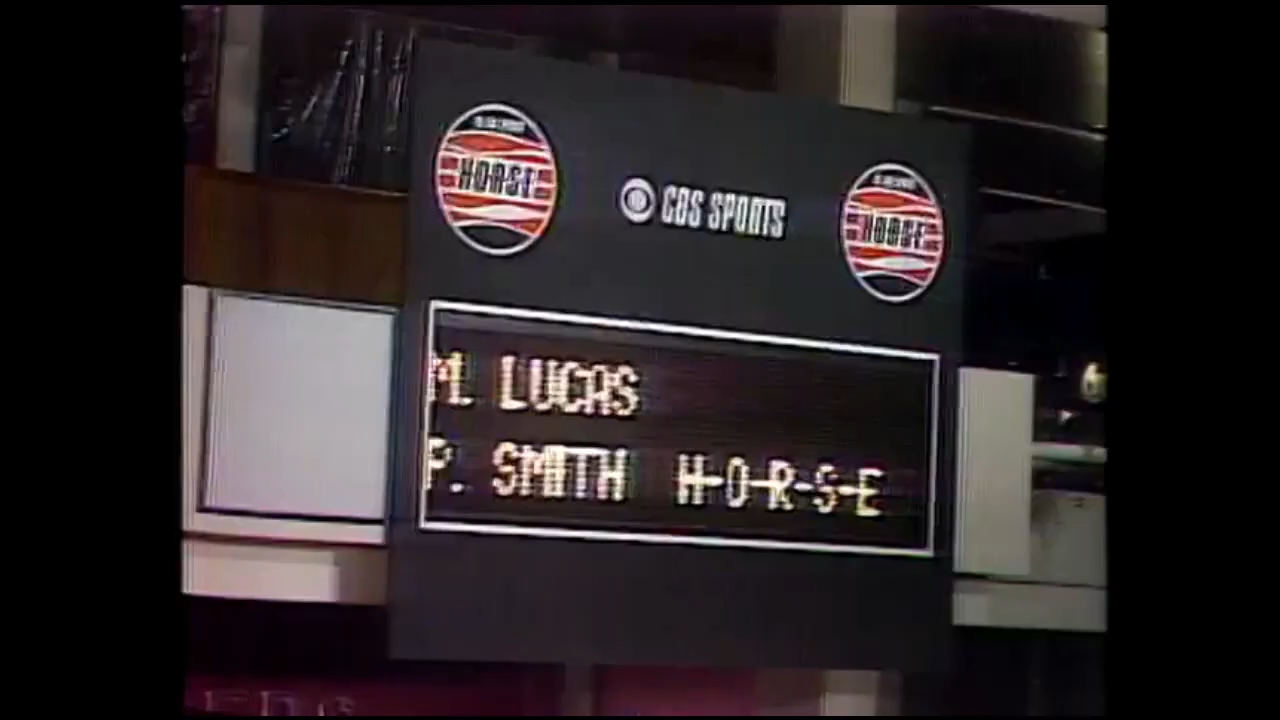 HORSE
CBS SPORTS
HORSE
M. LUCAS
P. SMITH H-O-R-S-E